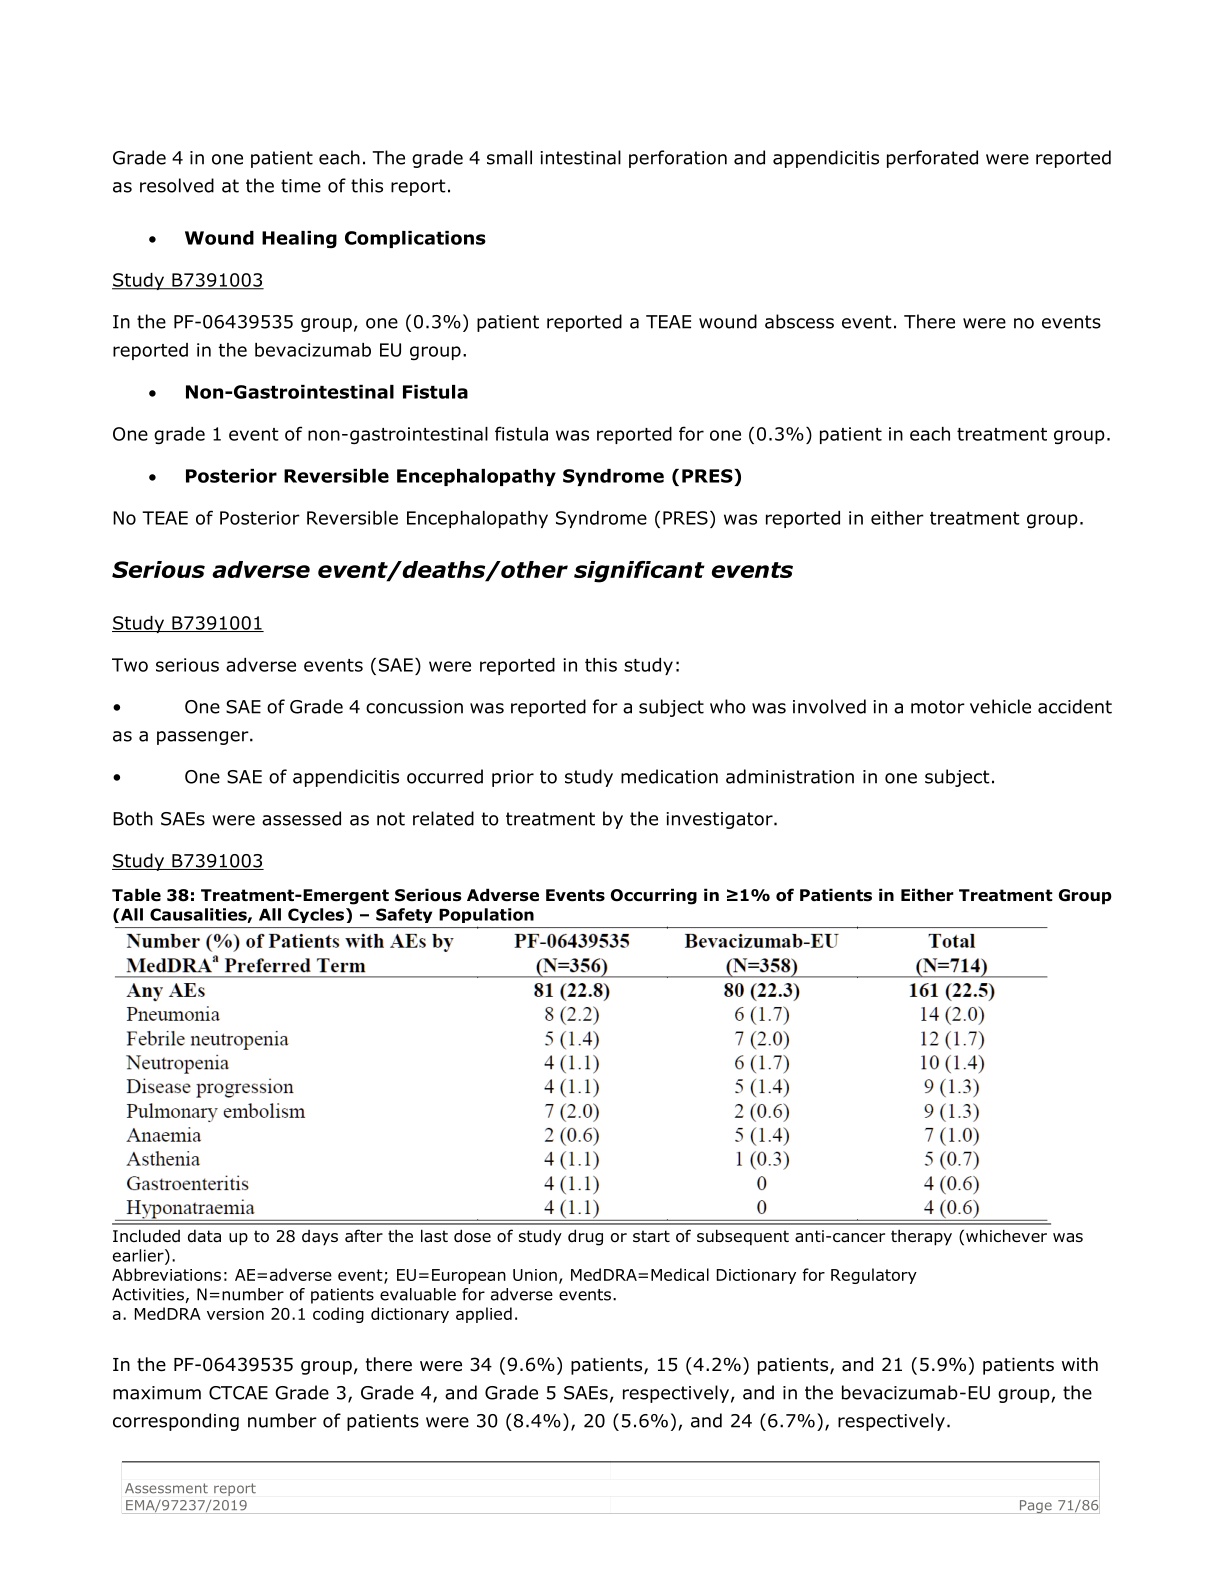 Grade 4 in one patient each. The grade 4 small intestinal perforation and appendicitis perforated were reported
as resolved at the time of this report.
• Wound Healing Complications
Study B7391003
In the PF-06439535 group, one (0.3%) patient reported a TEAE wound abscess event. There were no events
reported in the bevacizumab EU group.
• Non-Gastrointestinal Fistula
One grade 1 event of non-gastrointestinal fistula was reported for one (0.3%) patient in each treatment group.
• Posterior Reversible Encephalopathy Syndrome (PRES)
No TEAE of Posterior Reversible Encephalopathy Syndrome (PRES) was reported in either treatment group.
Serious adverse event/deaths/other significant events
Study B7391001
Two serious adverse events (SAE) were reported in this study:
• One SAE of Grade 4 concussion was reported for a subject who was involved in a motor vehicle accident
as a passenger.
• One SAE of appendicitis occurred prior to study medication administration in one subject.
Both SAEs were assessed as not related to treatment by the investigator.
Study B7391003
Table 38: Treatment-Emergent Serious Adverse Events Occurring in ≥1% of Patients in Either Treatment Group
(All Causalities, All Cycles) – Safety Population
Number (%) of Patients with AEs by PF-06439535 Bevacizumab-EU Total
MedDRAa Preferred Term (N=356) (N=358) (N=714)
Any AEs 81 (22.8) 80 (22.3) 161 (22.5)
Pneumonia 8 (2.2) 6 (1.7) 14 (2.0)
Febrile neutropenia 5 (1.4) 7 (2.0) 12 (1.7)
Neutropenia 4 (1.1) 6 (1.7) 10 (1.4)
Disease progression 4 (1.1) 5 (1.4) 9 (1.3)
Pulmonary embolism 7 (2.0) 2 (0.6) 9 (1.3)
Anaemia 2 (0.6) 5 (1.4) 7 (1.0)
Asthenia 4 (1.1) 1 (0.3) 5 (0.7)
Gastroenteritis 4 (1.1) 0 4 (0.6)
Hyponatraemia 4 (1.1) 0 4 (0.6)
Included data up to 28 days after the last dose of study drug or start of subsequent anti-cancer therapy (whichever was
earlier).
Abbreviations: AE=adverse event; EU=European Union, MedDRA=Medical Dictionary for Regulatory
Activities, N=number of patients evaluable for adverse events.
a. MedDRA version 20.1 coding dictionary applied.
In the PF-06439535 group, there were 34 (9.6%) patients, 15 (4.2%) patients, and 21 (5.9%) patients with
maximum CTCAE Grade 3, Grade 4, and Grade 5 SAEs, respectively, and in the bevacizumab-EU group, the
corresponding number of patients were 30 (8.4%), 20 (5.6%), and 24 (6.7%), respectively.
Assessment report
EMA/97237/2019 Page 71/86